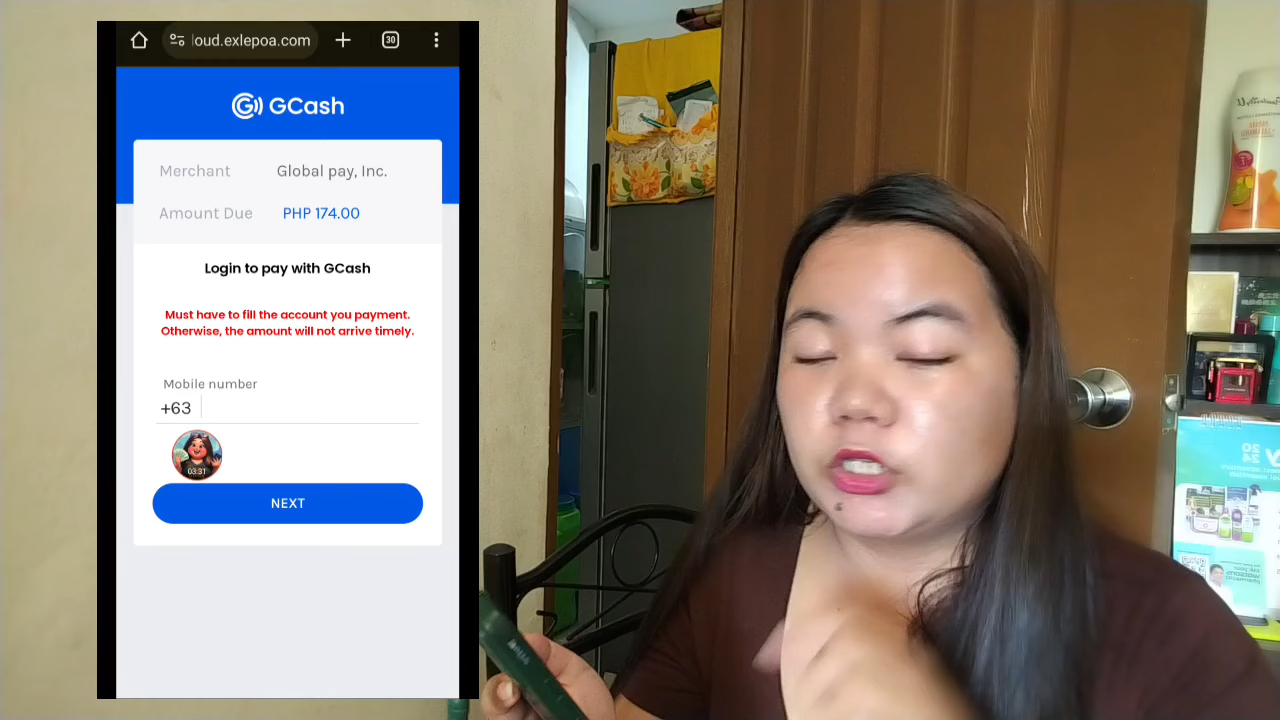 loud.exlepoa.com
30
GCash
Merchant Global pay, Inc.
Amount Due PHP 174.00
Login to pay with GCash
Must have to fill the account you payment.
Otherwise, the amount will not arrive timely.
Mobile number
+63
03:31
NEXT
20
24